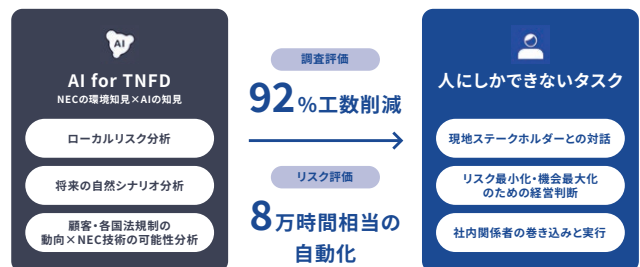 AI
AI for TNFD
NECの環境知見×AIの知見
ローカルリスク分析
将来の自然シナリオ分析
顧客・各国法規制の
動向×NEC技術の可能性分析
調査評価
92%工数削減
リスク評価
8万時間相当の
自動化
人にしかできないタスク
現地ステークホルダーとの対話
リスク最小化・機会最大化
のための経営判断
社内関係者の巻き込みと実行